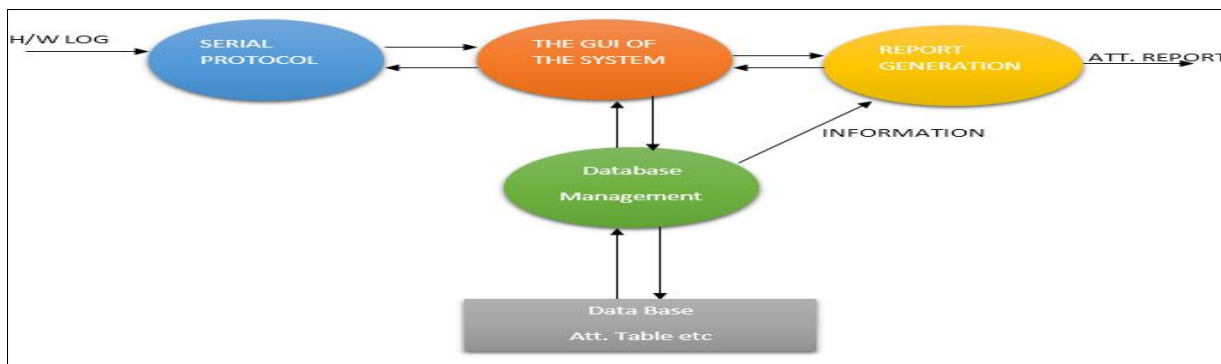 H/W LOG
SERIAL
PROTOCOL
THE GUI OF
THE SYSTEM
REPORT
GENERATION
ATT. REPORT
INFORMATION
Database
Management
Data Base
Att. Table etc